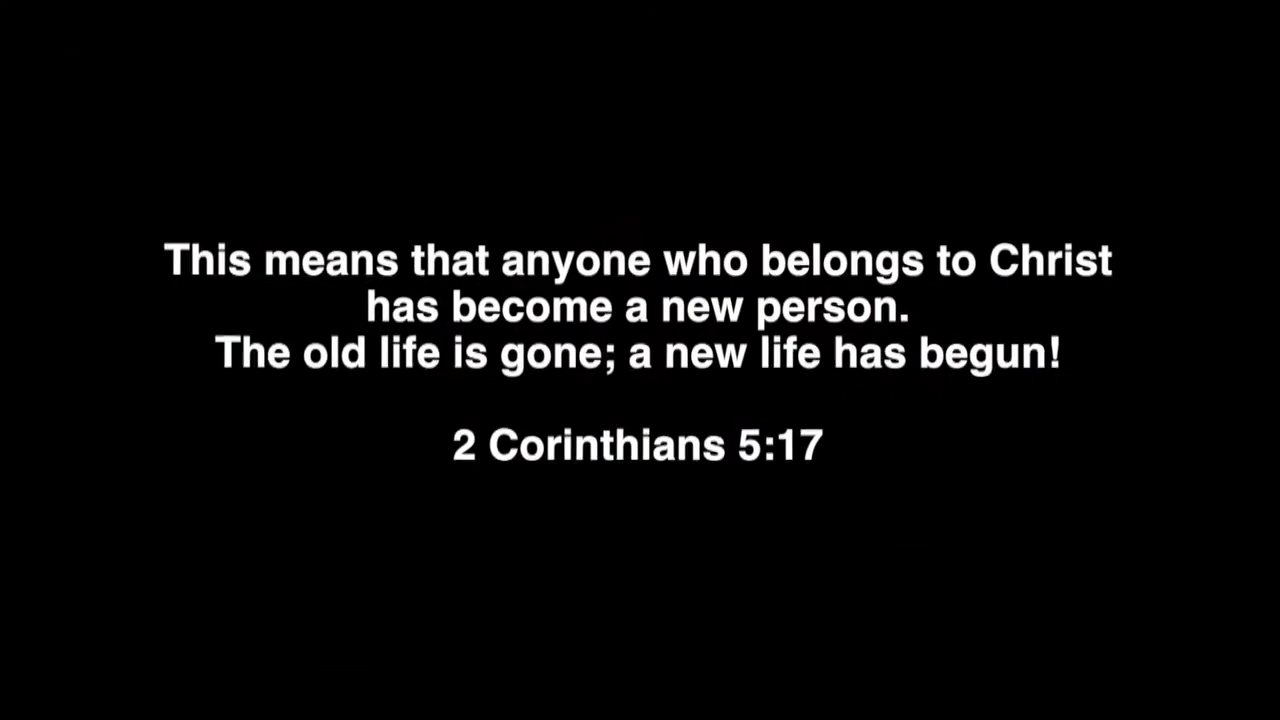 This means that anyone who belongs to Christ
has become a new person.
The old life is gone; a new life has begun!
2 Corinthians 5:17